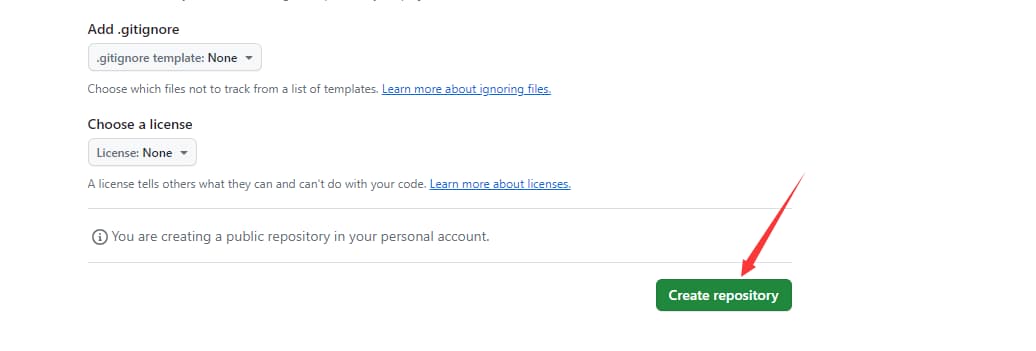 Add .gitignore
.gitignore template: None
Choose which files not to track from a list of templates. Learn more about ignoring files.
Choose a license
License: None
A license tells others what they can and can't do with your code. Learn more about licenses.
You are creating a public repository in your personal account.
Create repository